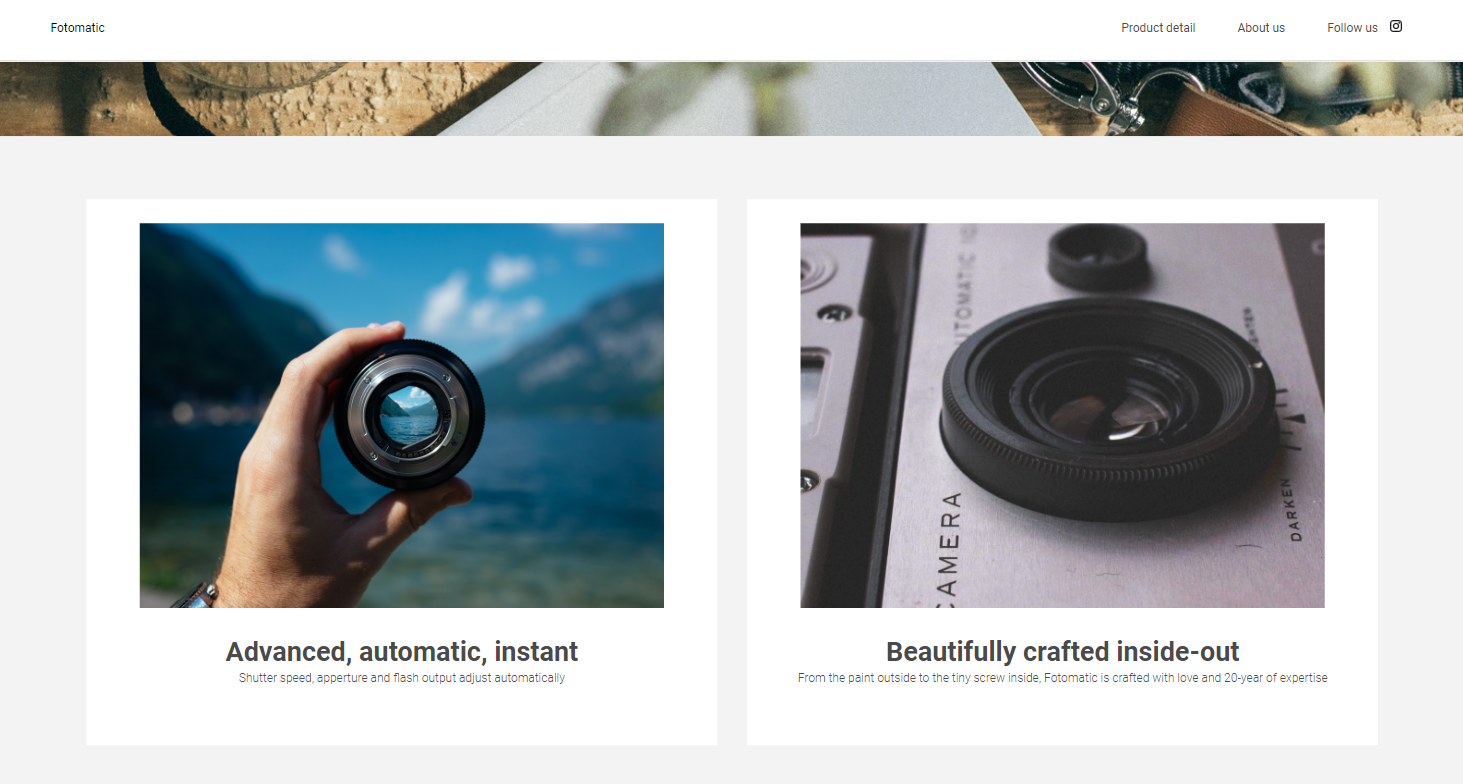 Fotomatic
Product detail
About us
Follow us
CAMERA
DARKEN
Advanced, automatic, instant
Shutter speed, apperture and flash output adjust automatically
Beautifully crafted inside-out
From the paint outside to the tiny screw inside, Fotomatic is crafted with love and 20-year of expertise